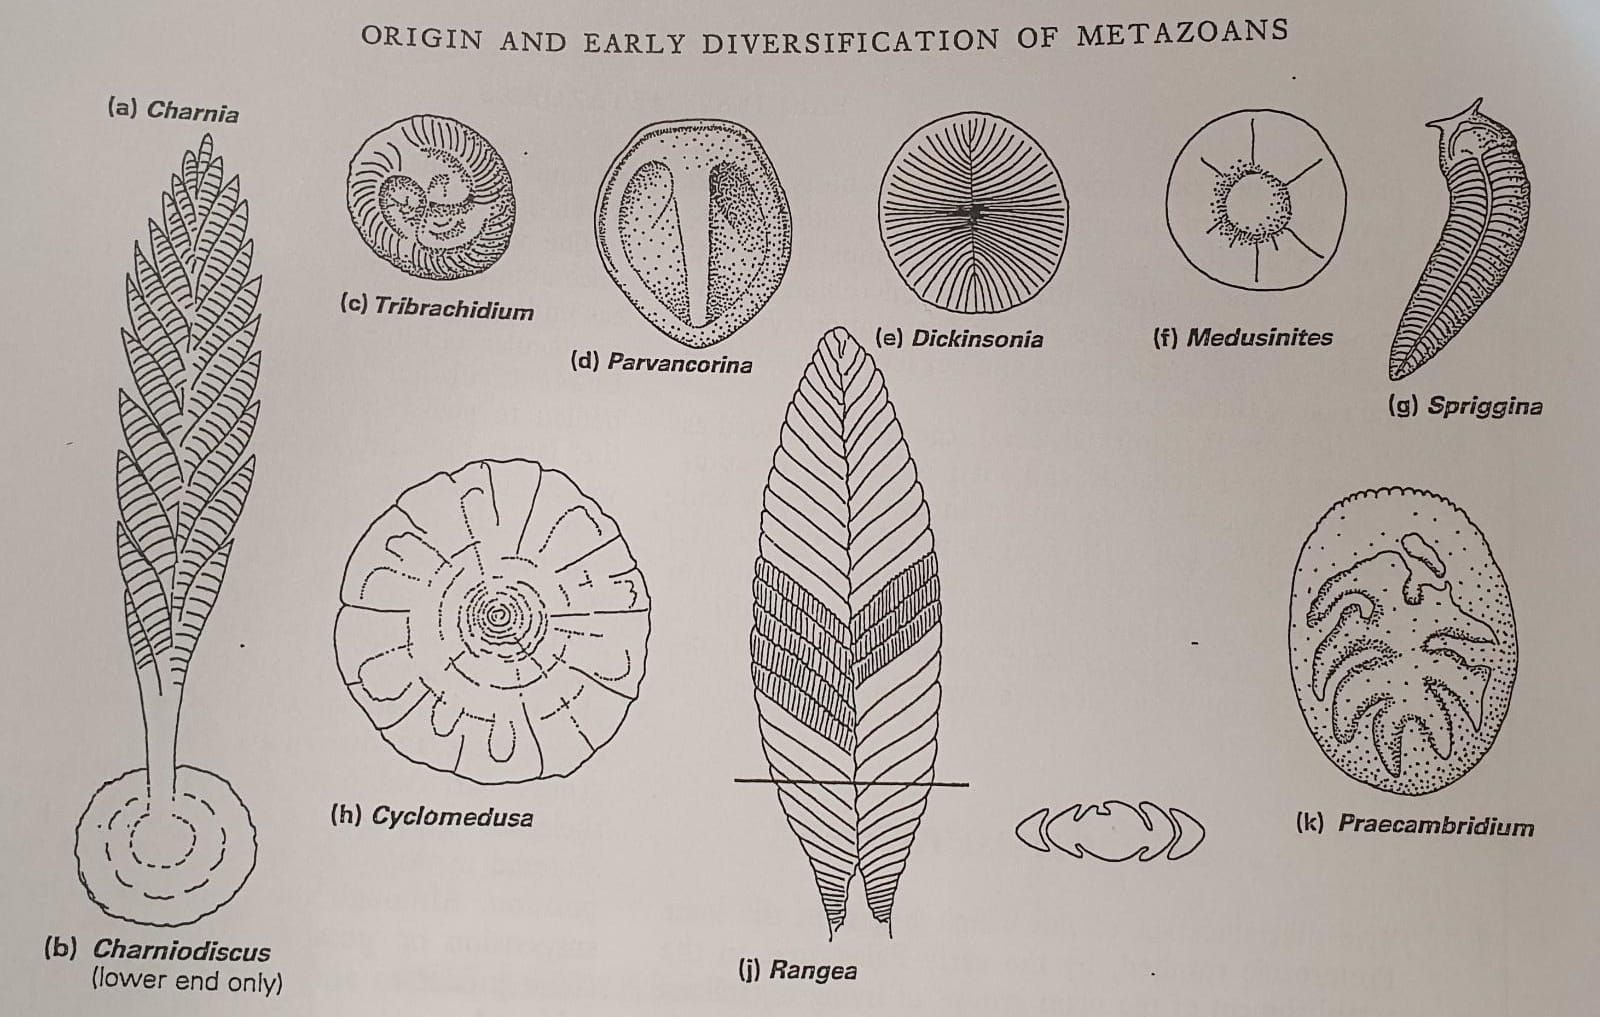 ORIGIN AND EARLY DIVERSIFICATION OF METAZOANS
(a) Charnia
(c) Tribrachidium
(d) Parvancorina
(e) Dickinsonia
(f) Medusinites
(g) Spriggina
(h) Cyclomedusa
(k) Praecambridium
(b) Charniodiscus
(lower end only)
(j) Rangea